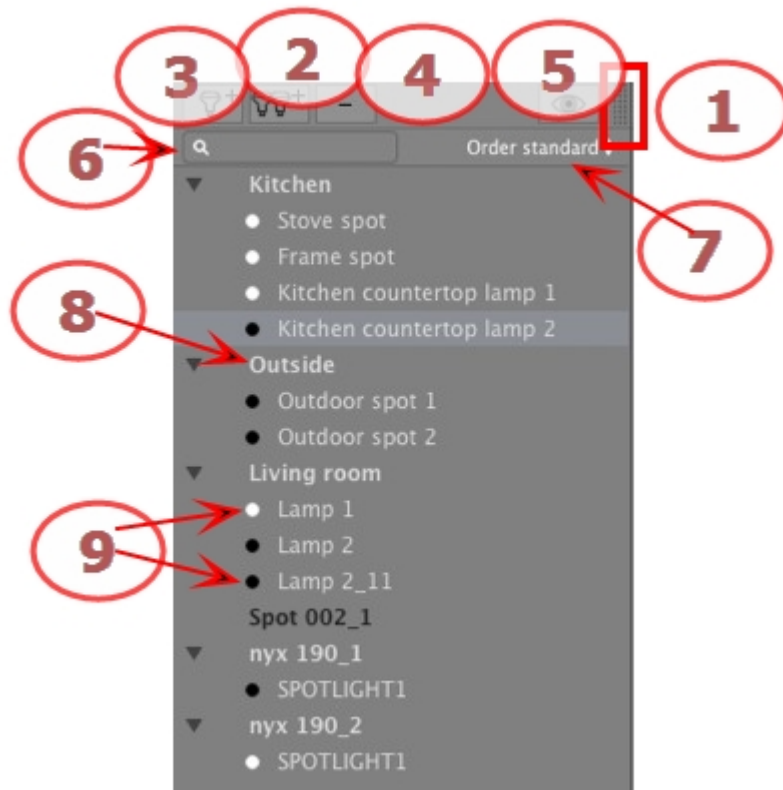 3
2
4
5
1
6
Order standard
7
Kitchen
Stove spot
Frame spot
Kitchen countertop lamp 1
8
Kitchen countertop lamp 2
Outside
Outdoor spot 1
Outdoor spot 2
Living room
9
Lamp 1
Lamp 2
Lamp 2_11
Spot 002_1
nyx 190_1
SPOTLIGHT1
nyx 190_2
SPOTLIGHT1